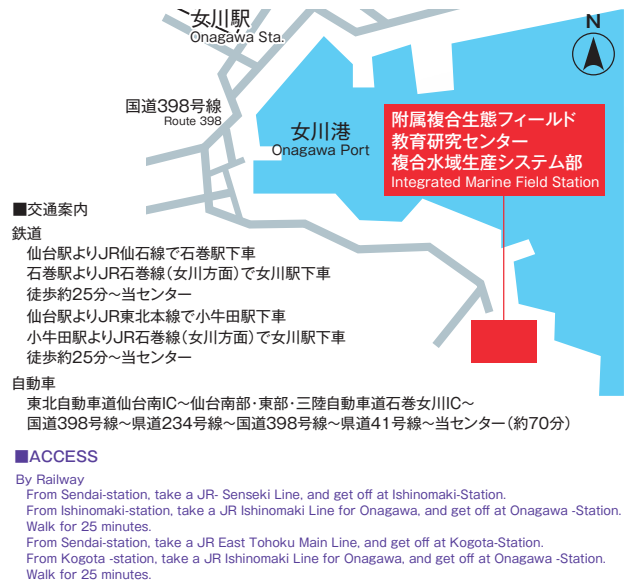 女川駅
Onagawa Sta.
N
国道398号線
Route 398
女川港
Onagawa Port
附属複合生態フィールド
教育研究センター
複合水域生産システム部
Integrated Marine Field Station
■交通案内
鉄道
仙台駅よりJR仙石線で石巻駅下車
石巻駅よりJR石巻線(女川方面)で女川駅下車
徒歩約25分〜当センター
仙台駅よりJR東北本線で小牛田駅下車
小牛田駅よりJR石巻線(女川方面)で女川駅下車
徒歩約25分〜当センター
自動車
東北自動車道仙台南IC〜仙台南部・東部・三陸自動車道石巻女川IC〜
国道398号線〜県道234号線〜国道398号線〜県道41号線〜当センター(約70分)
■ACCESS
By Railway
From Sendai-station, take a JR- Senseki Line, and get off at Ishinomaki-Station.
From Ishinomaki-station, take a JR Ishinomaki Line for Onagawa, and get off at Onagawa -Station.
Walk for 25 minutes.
From Sendai-station, take a JR East Tohoku Main Line, and get off at Kogota-Station.
From Kogota -station, take a JR Ishinomaki Line for Onagawa, and get off at Onagawa -Station.
Walk for 25 minutes.